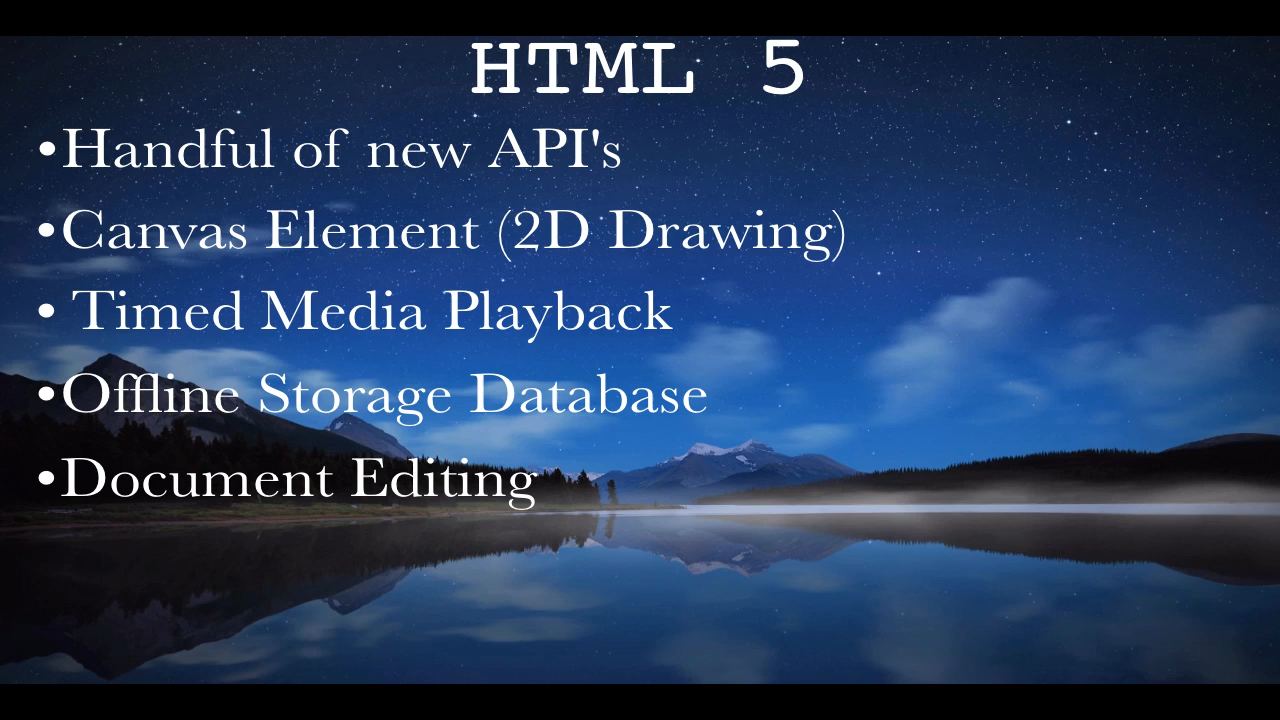 HTML 5
•Handful of new API's
•Canvas Element (2D Drawing)
• Timed Media Playback
•Offline Storage Database
•Document Editing